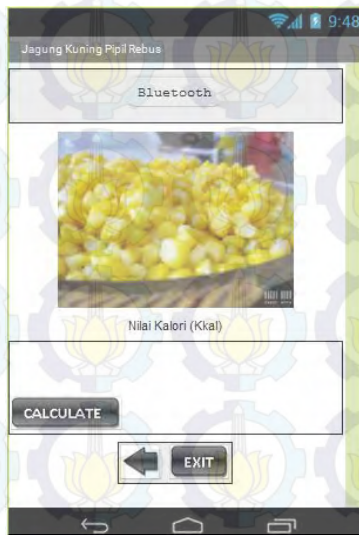 9:48
Jagung Kuning Pipil Rebus
Bluetooth
Nilai Kalori (Kkal)
CALCULATE
EXIT